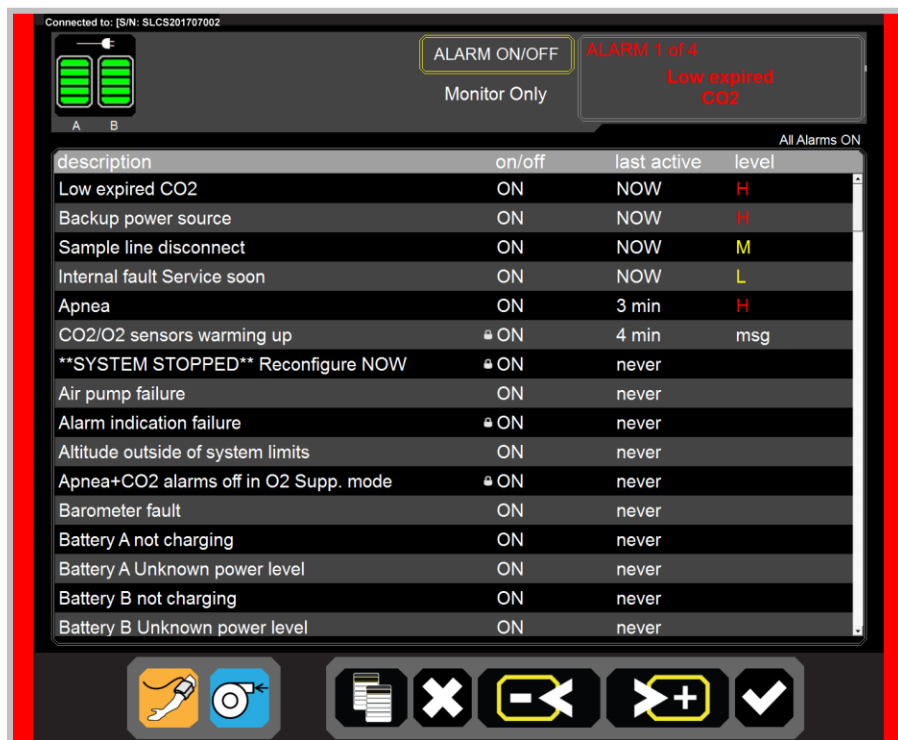 Connected to: [S/N: SLCS201707002
ALARM ON/OFF
Monitor Only
ALARM 1 of 4
Low expired
CO2
A B
All Alarms ON
description on/off last active level
Low expired CO2 ON NOW H
Backup power source ON NOW H
Sample line disconnect ON NOW M
Internal fault Service soon ON NOW L
Apnea ON 3 min H
CO2/O2 sensors warming up ON 4 min msg
**SYSTEM STOPPED** Reconfigure NOW ON never
Air pump failure ON never
Alarm indication failure ON never
Altitude outside of system limits ON never
Apnea+CO2 alarms off in O2 Supp. mode ON never
Barometer fault ON never
Battery A not charging ON never
Battery A Unknown power level ON never
Battery B not charging ON never
Battery B Unknown power level ON never